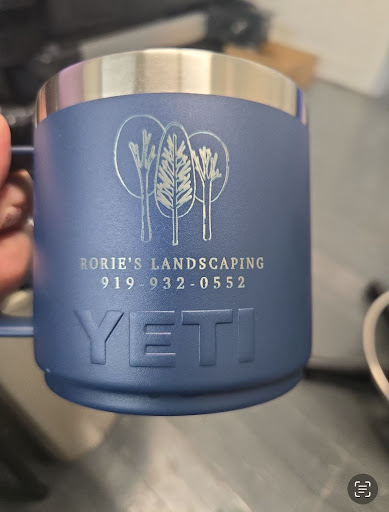 RORIE'S LANDSCAPING
919-932-0552
YETI